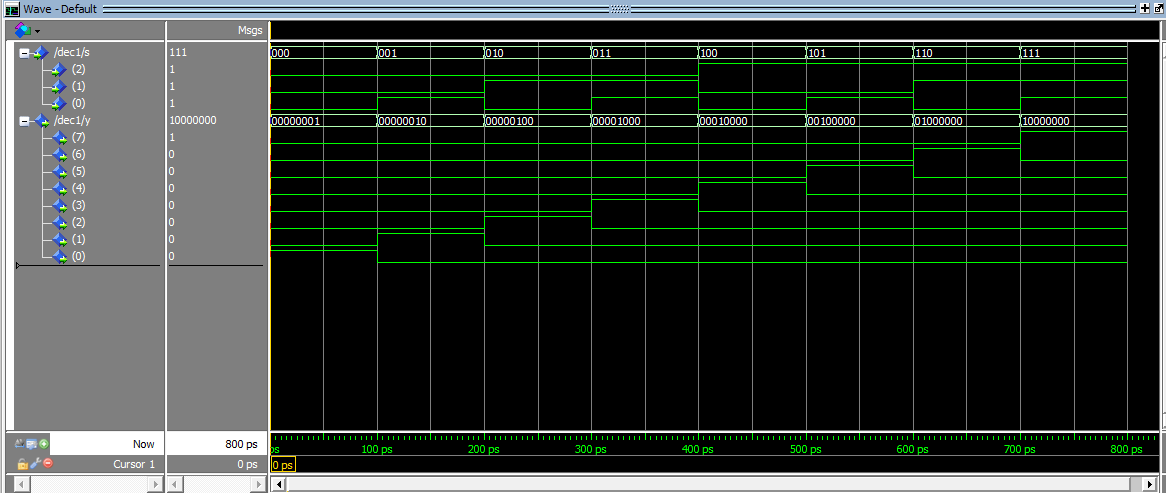 Wave - Default
Msgs
/dec1/s 111 000 001 010 011 100 101 110 111
(2) 1
(1) 1
(0) 1
/dec1/y 10000000 00000001 00000010 00000100 00001000 00010000 00100000 01000000 10000000
(7) 1
(6) 0
(5) 0
(4) 0
(3) 0
(2) 0
(1) 0
(0) 0
Now 800 ps ps 100 ps 200 ps 300 ps 400 ps 500 ps 600 ps 700 ps 800 ps
Cursor 1 0 ps 0 ps